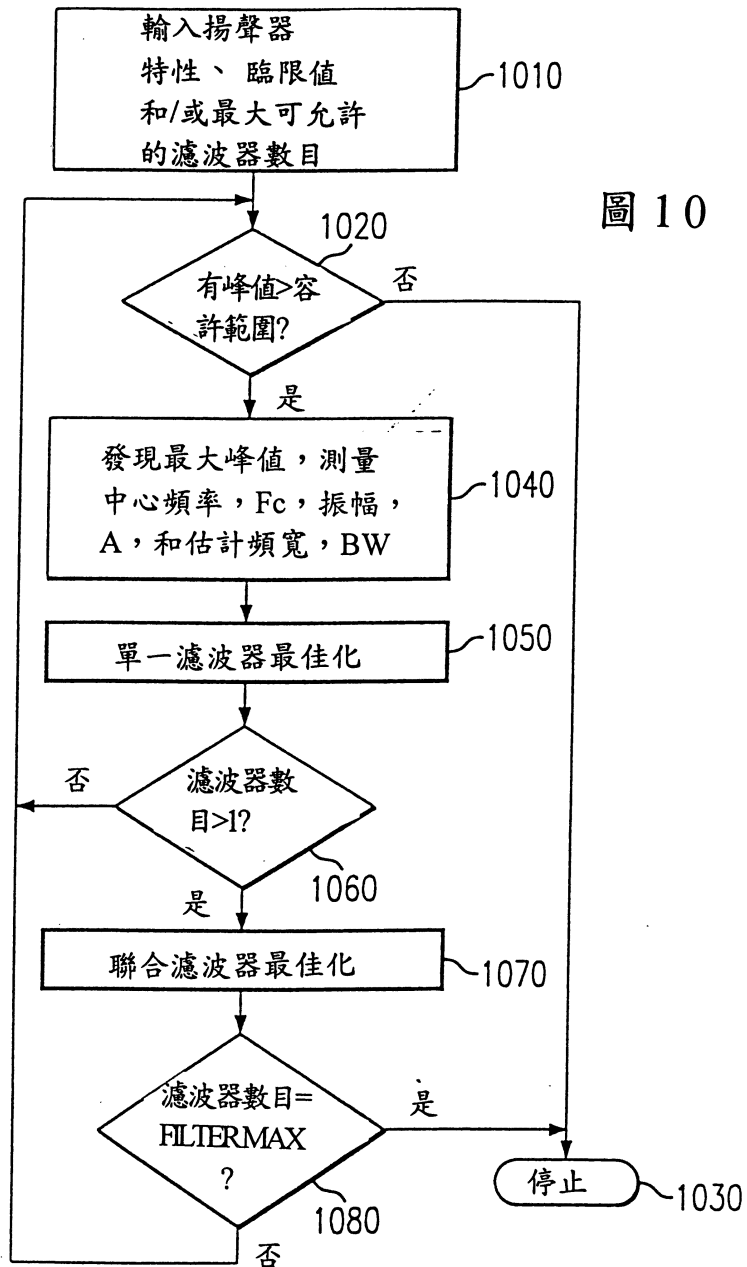 輸入揚聲器
特性、臨限值
和/或最大可允許
的濾波器數目
1010
圖10
1020
有峰值>容
許範圍?
否
是
發現最大峰值，測量
中心頻率，Fc，振幅，
A，和估計頻寬，BW
1040
單一濾波器最佳化
1050
否
濾波器數
目>1?
1060
是
聯合濾波器最佳化
1070
濾波器數目=
FILTERMAX
?
是
1080
否
停止
1030